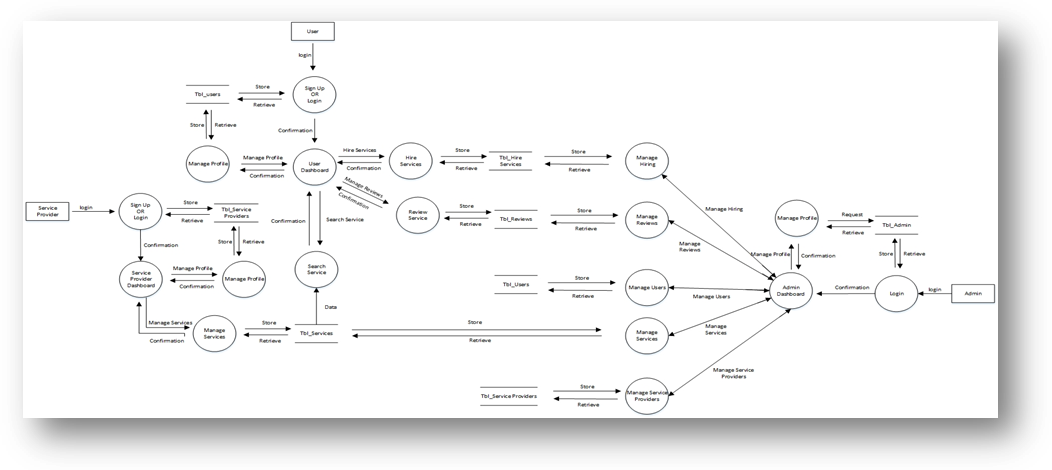 User
login
Sign Up
OR
Login
Store
Retrieve
Tbl_users
Store
Retrieve
Confirmation
Manage Profile
Manage Profile
Confirmation
User
Dashboard
Hire Services
Confirmation
Hire
Services
Store
Retrieve
Tbl_Hire
Services
Store
Retrieve
Manage
Hiring
Manage Reviews
Confirmation
Review
Service
Store
Retrieve
Tbl_Reviews
Store
Retrieve
Manage
Reviews
Manage Hiring
Manage
Reviews
Service
Provider
login
Sign Up
OR
Login
Store
Retrieve
Tbl_Service
Providers
Store
Retrieve
Confirmation
Service
Provider
Dashboard
Manage Profile
Confirmation
Manage Profile
Confirmation
Search Service
Search
Service
Data
Manage Services
Confirmation
Manage
Services
Store
Retrieve
Tbl_Services
Store
Retrieve
Manage
Services
Manage
Services
Tbl_Users
Store
Retrieve
Manage Users
Manage Users
Tbl_Service Providers
Store
Retrieve
Manage Service
Providers
Manage Service
Providers
Manage Profile
Request
Retrieve
Tbl_Admin
Manage Profile
Confirmation
Store
Retrieve
Admin
Dashboard
Confirmation
Login
login
Admin